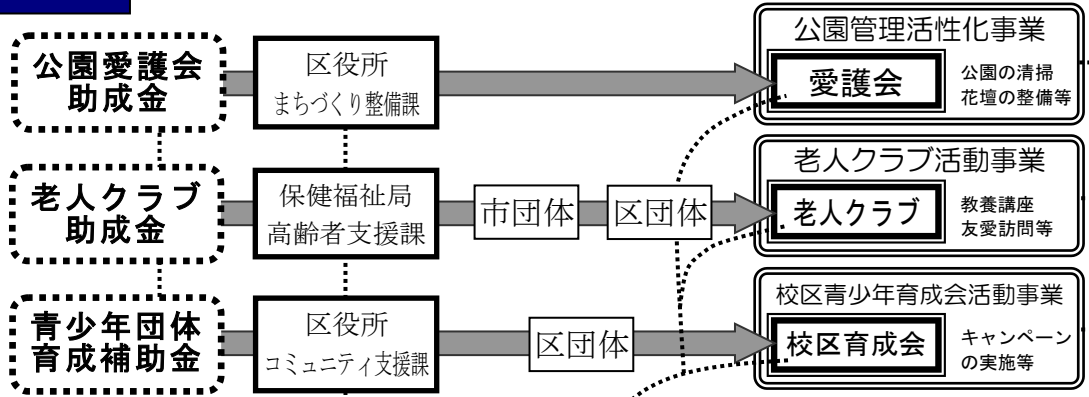 公園愛護会
助成金
区役所
まちづくり整備課
公園管理活性化事業
愛護会
公園の清掃
花壇の整備等
老人クラブ
助成金
保健福祉局
高齢者支援課
市団体
区団体
老人クラブ活動事業
老人クラブ
教養講座
友愛訪問等
青少年団体
育成補助金
区役所
コミュニティ支援課
区団体
校区青少年育成会活動事業
校区育成会
キャンペーン
の実施等